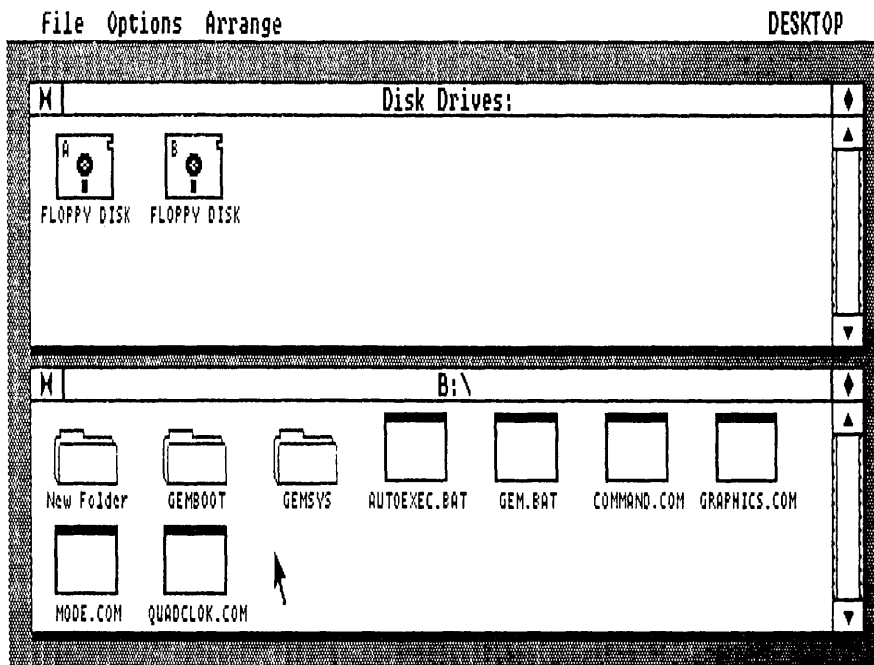 File Options Arrange DESKTOP
Disk Drives:
A B
FLOPPY DISK FLOPPY DISK
B:\
New Folder GEMBOOT GEMSYS AUTOEXEC.BAT GEM.BAT COMMAND.COM GRAPHICS.COM
MODE.COM QUADCLOK.COM